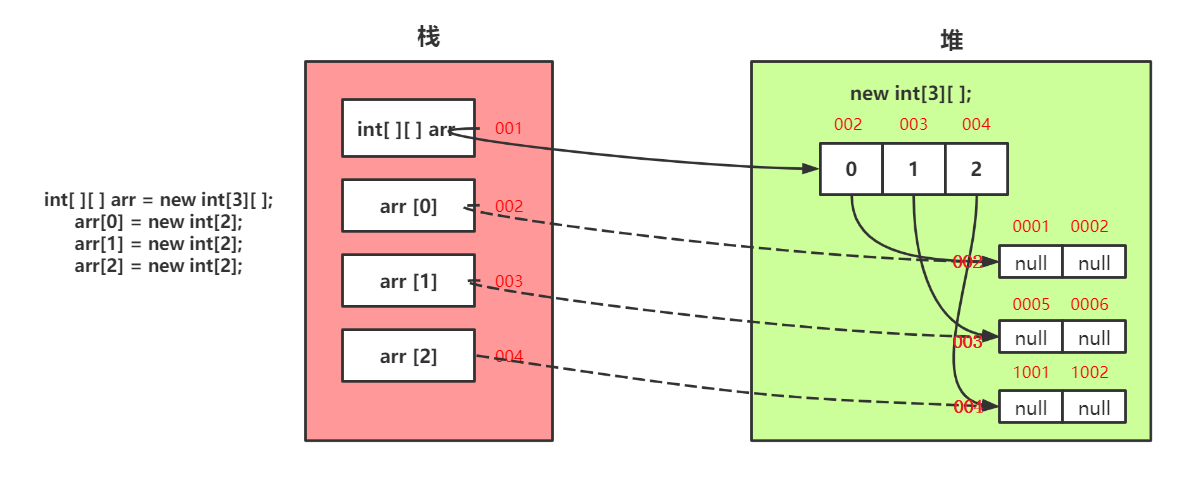 栈
堆
int[ ][ ] arr = new int[3][ ];
arr[0] = new int[2];
arr[1] = new int[2];
arr[2] = new int[2];
int[ ][ ] arr
001
arr [0]
002
arr [1]
003
arr [2]
004
new int[3][ ];
002 003 004
0 1 2
0001 0002
002
null null
0005 0006
003
null null
1001 1002
004
null null